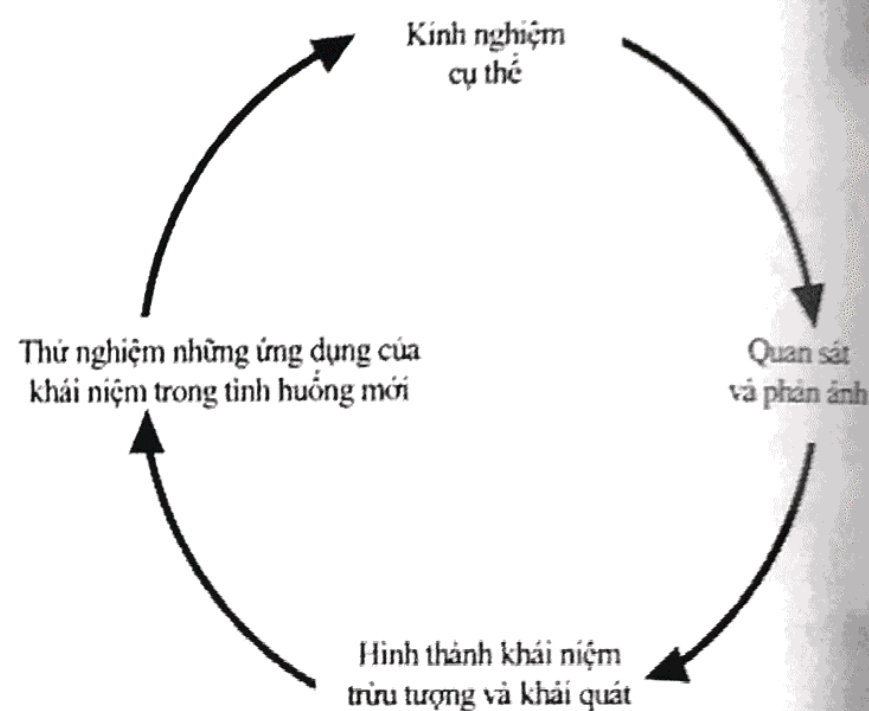 Kinh nghiệm
cụ thể
Quan sát
và phản ánh
Hình thành khái niệm
trừu tượng và khái quát
Thử nghiệm những ứng dụng của
khái niệm trong tình huống mới